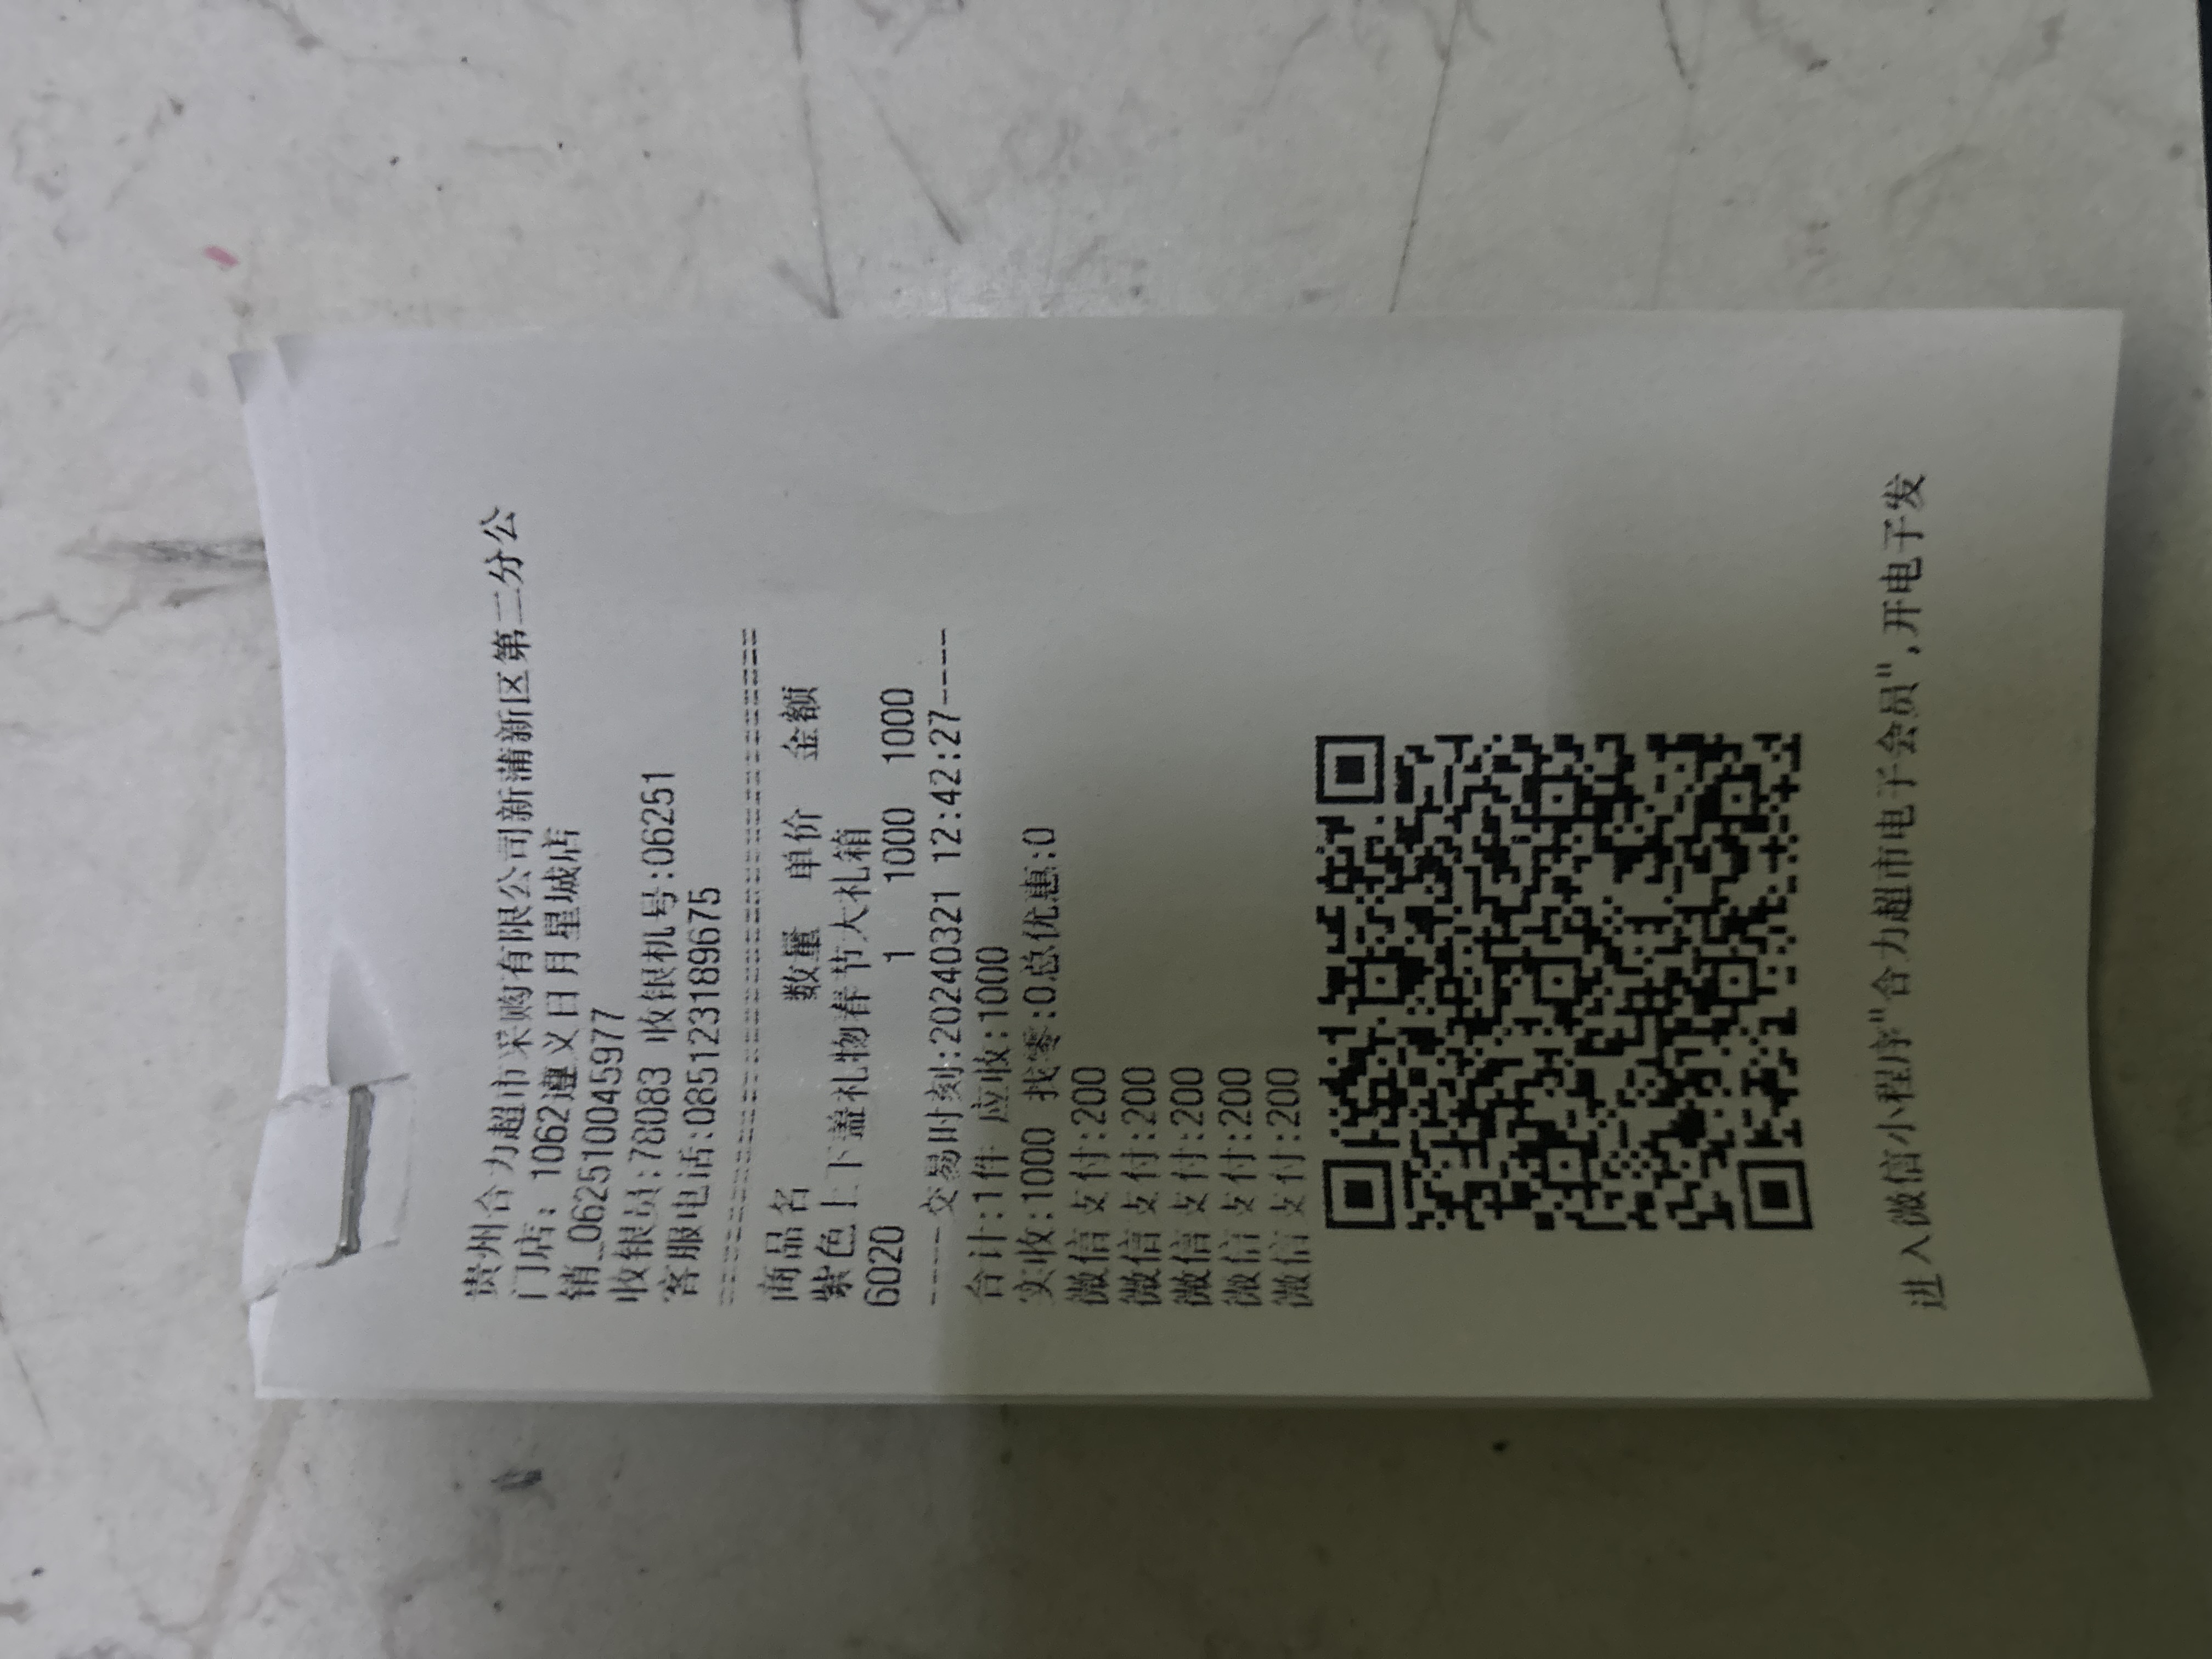 贵州合力超市采购有限公司新蒲新区第二分公
门店: 1062遵义日月星城店
销_062510045977
收银员:78083 收银机号:06251
客服电话:085123189675
商品名 数量 单价 金额
紫色上下盖礼物春节大礼箱
6020 1 1000 1000
----交易时刻:20240321 12:42:27----
合计:1件 应收:1000
实收:1000 找零:0总优惠:0
微信支付:200
微信支付:200
微信支付:200
微信支付:200
微信支付:200
进入微信小程序"合力超市电子会员",开电子发